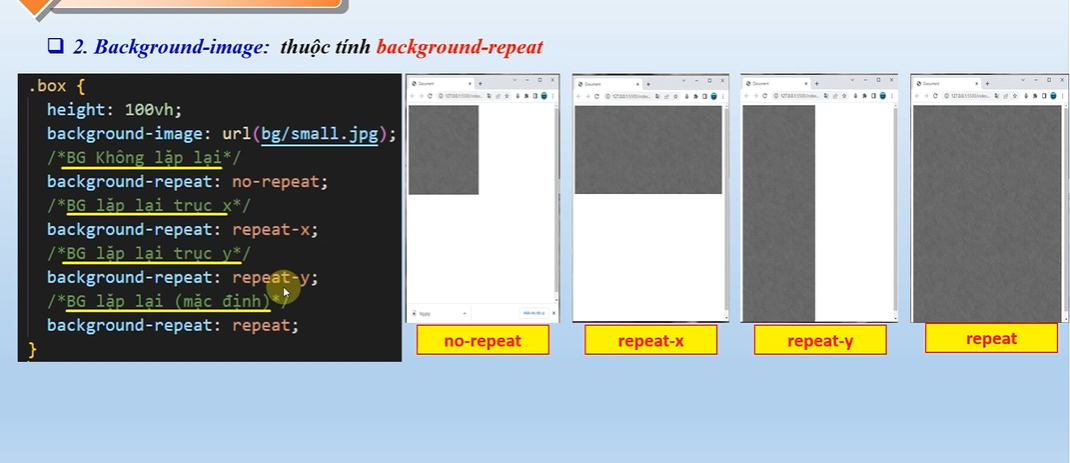 2. Background-image: thuộc tính background-repeat
.box {
height: 100vh;
background-image: url(bg/small.jpg);
/*BG Không lặp lại*/
background-repeat: no-repeat;
/*BG lặp lại trục x*/
background-repeat: repeat-x;
/*BG lặp lại trục y*/
background-repeat: repeat-y;
/*BG lặp lại (mặc định)*/
background-repeat: repeat;
}
Document
Document
Document
Document
no-repeat
repeat-x
repeat-y
repeat